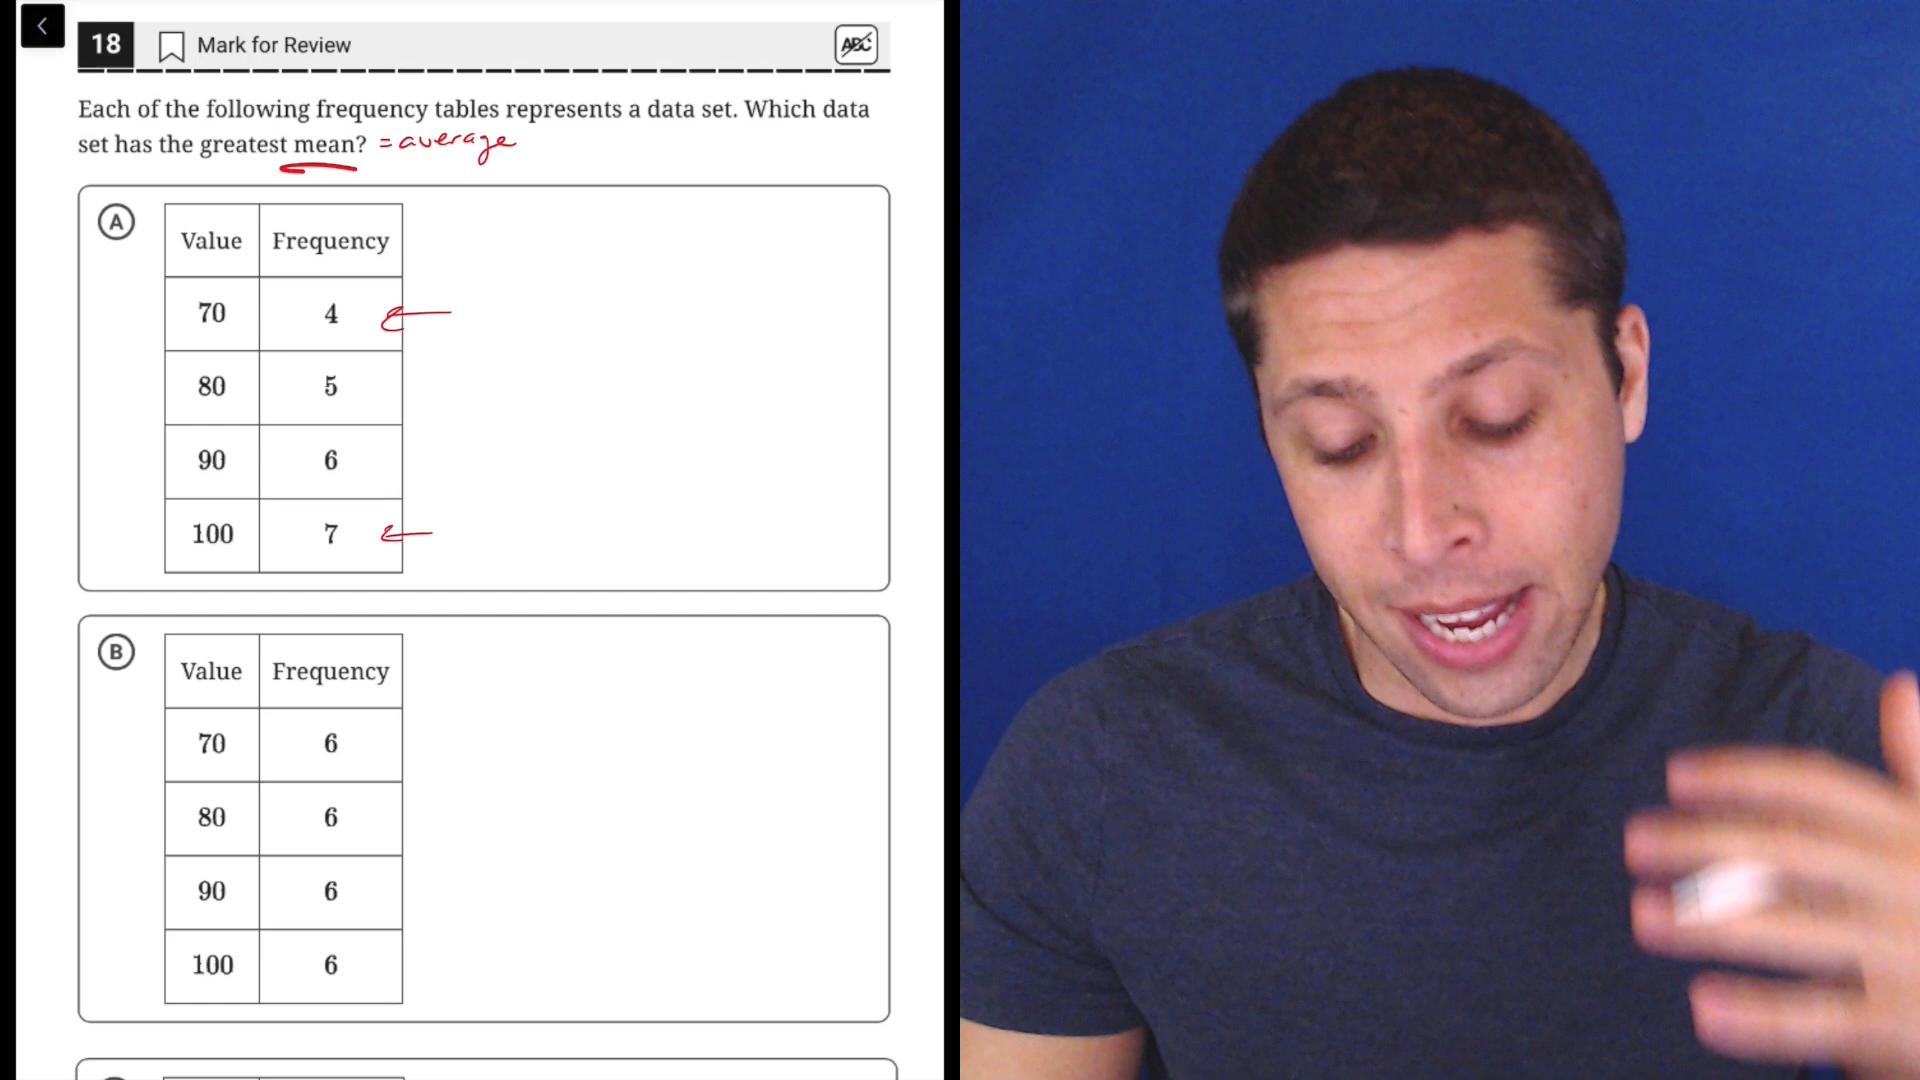 18 Mark for Review ABC
Each of the following frequency tables represents a data set. Which data
set has the greatest mean? = average
A
Value Frequency
70 4
80 5
90 6
100 7
B
Value Frequency
70 6
80 6
90 6
100 6